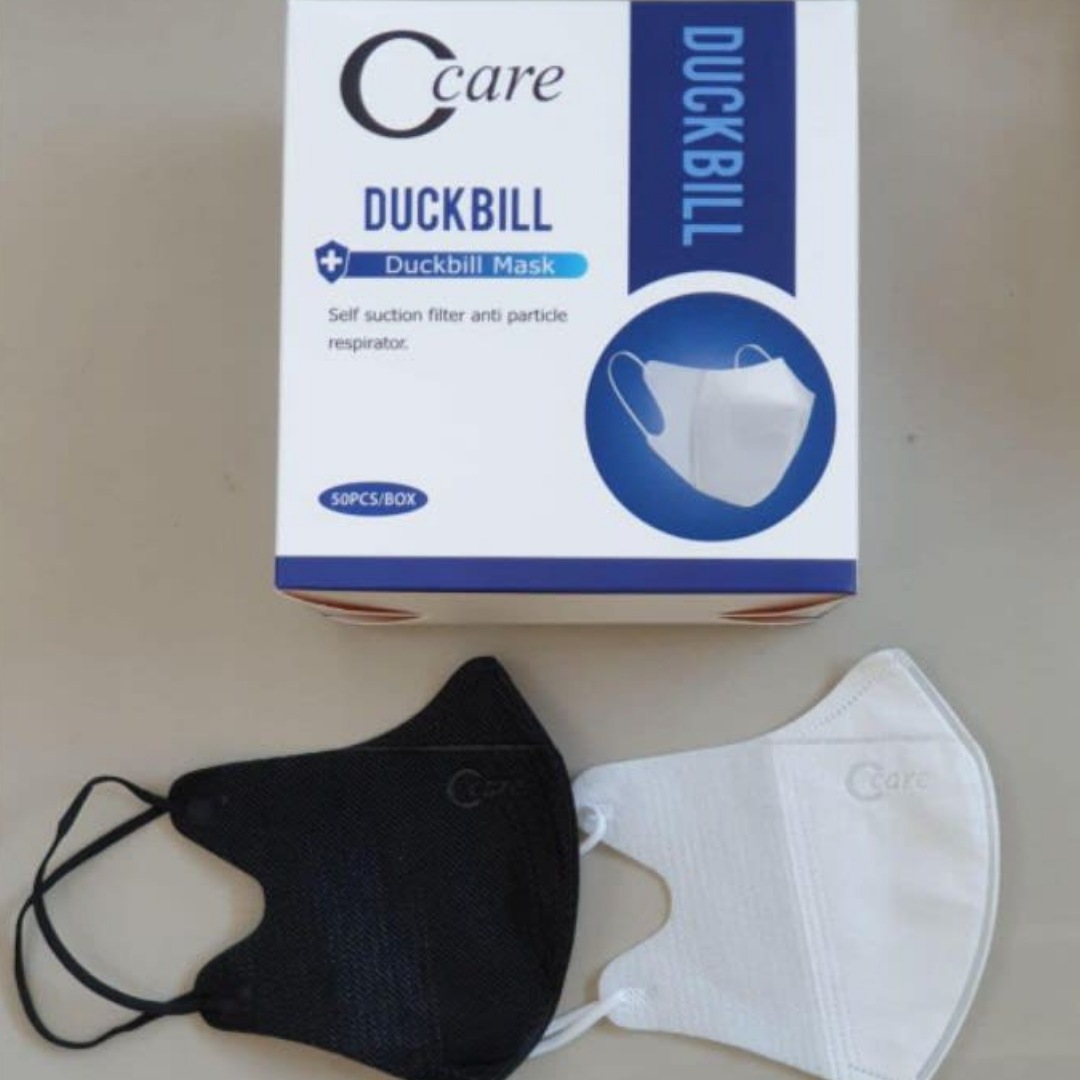 Ccare
DUCKBILL
Duckbill Mask
Self suction filter anti particle
respirator.
50PCS/BOX
DUCKBILL
Ccare
Ccare